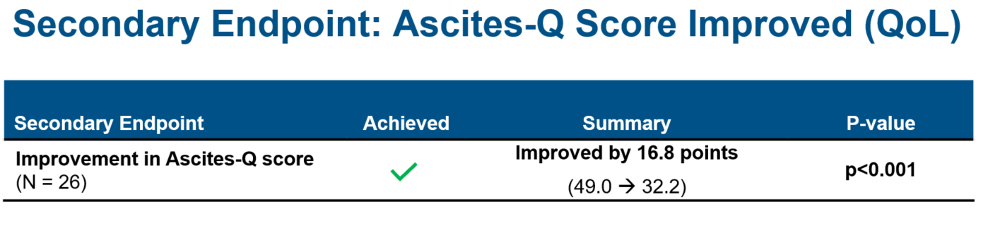 Secondary Endpoint: Ascites-Q Score Improved (QoL)
Secondary Endpoint Achieved Summary P-value
Improvement in Ascites-Q score
(N = 26)
Improved by 16.8 points
(49.0 → 32.2)
p<0.001